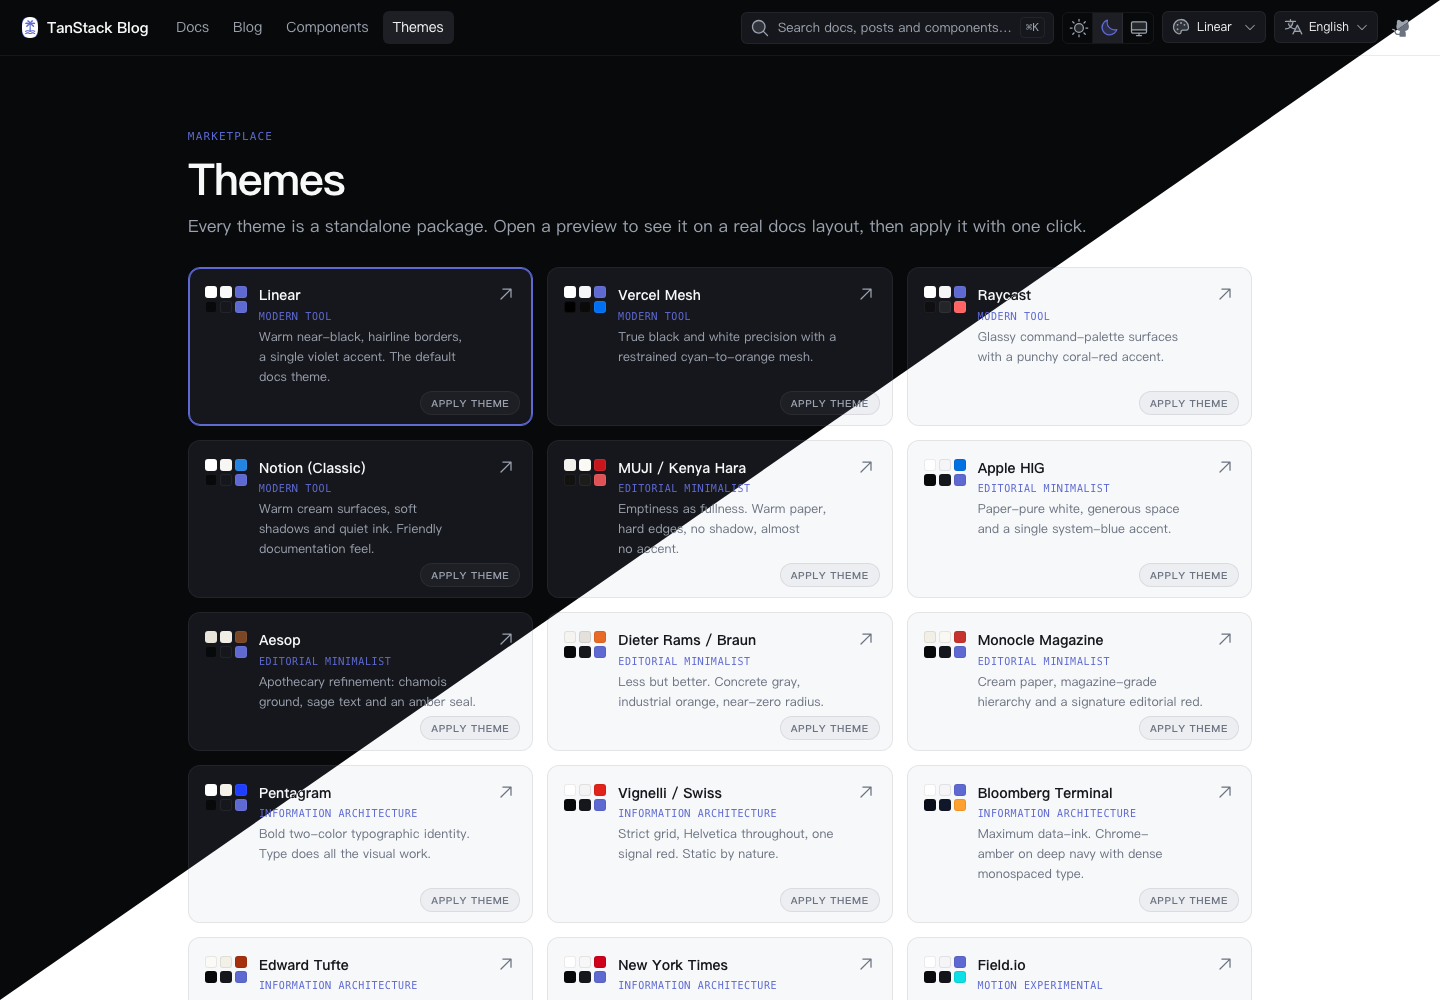 TanStack Blog
Docs
Blog
Components
Themes
Search docs, posts and components...
⌘K
Linear
English
MARKETPLACE
Themes
Every theme is a standalone package. Open a preview to see it on a real docs layout, then apply it with one click.
Linear
MODERN TOOL
Warm near-black, hairline borders,
a single violet accent. The default
docs theme.
APPLY THEME
Vercel Mesh
MODERN TOOL
True black and white precision with a
restrained cyan-to-orange mesh.
APPLY THEME
Raycast
MODERN TOOL
Glassy command-palette surfaces
with a punchy coral-red accent.
APPLY THEME
Notion (Classic)
MODERN TOOL
Warm cream surfaces, soft
shadows and quiet ink. Friendly
documentation feel.
APPLY THEME
MUJI / Kenya Hara
EDITORIAL MINIMALIST
Emptiness as fullness. Warm paper,
hard edges, no shadow, almost
no accent.
APPLY THEME
Apple HIG
EDITORIAL MINIMALIST
Paper-pure white, generous space
and a single system-blue accent.
APPLY THEME
Aesop
EDITORIAL MINIMALIST
Apothecary refinement: chamois
ground, sage text and an amber seal.
APPLY THEME
Dieter Rams / Braun
EDITORIAL MINIMALIST
Less but better. Concrete gray,
industrial orange, near-zero radius.
APPLY THEME
Monocle Magazine
EDITORIAL MINIMALIST
Cream paper, magazine-grade
hierarchy and a signature editorial red.
APPLY THEME
Pentagram
INFORMATION ARCHITECTURE
Bold two-color typographic identity.
Type does all the visual work.
APPLY THEME
Vignelli / Swiss
INFORMATION ARCHITECTURE
Strict grid, Helvetica throughout, one
signal red. Static by nature.
APPLY THEME
Bloomberg Terminal
INFORMATION ARCHITECTURE
Maximum data-ink. Chrome-
amber on deep navy with dense
monospaced type.
APPLY THEME
Edward Tufte
INFORMATION ARCHITECTURE
New York Times
INFORMATION ARCHITECTURE
Field.io
MOTION EXPERIMENTAL